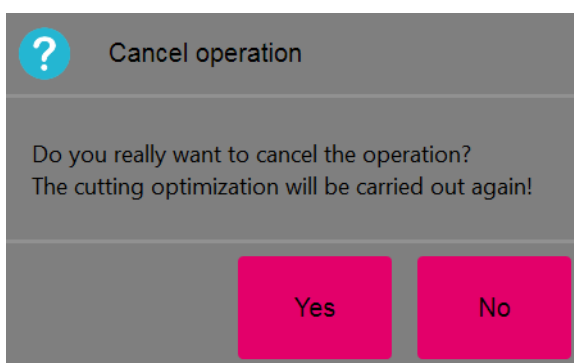 ?
Cancel operation
Do you really want to cancel the operation?
The cutting optimization will be carried out again!
Yes
No